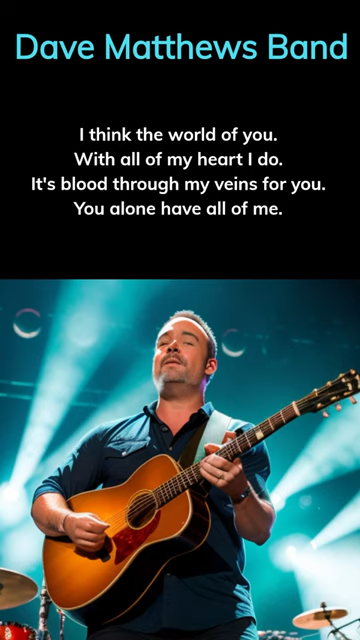 Dave Matthews Band
I think the world of you.
With all of my heart I do.
It's blood through my veins for you.
You alone have all of me.